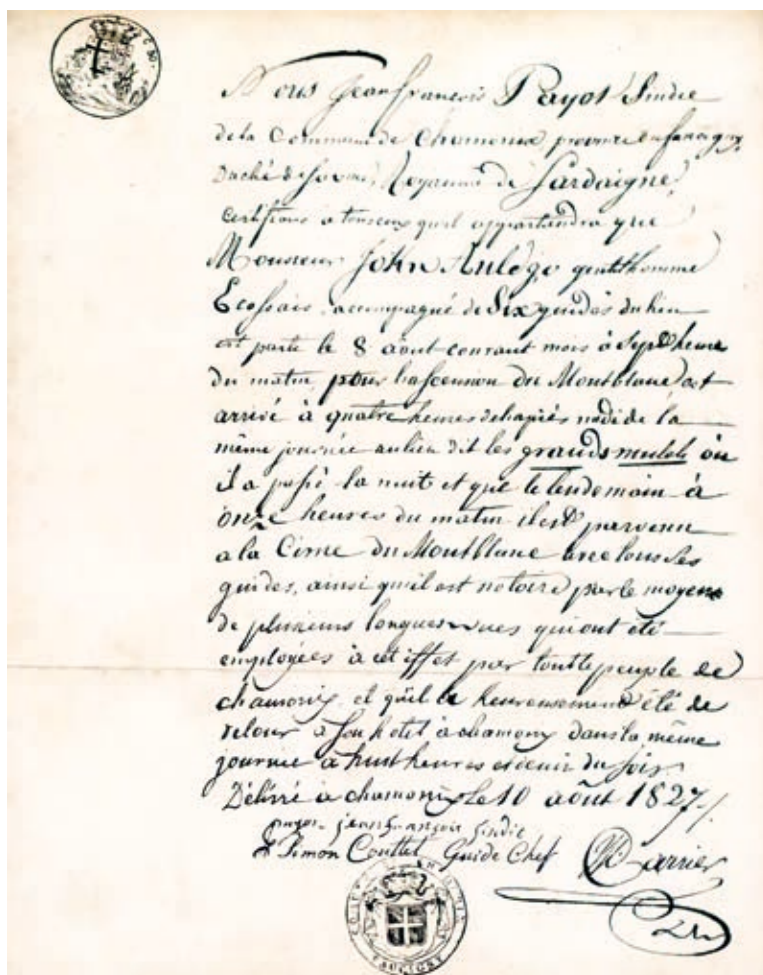 Nous Jean françois Payot Sindic
de la Commune de Chamonix province du faucigny
Duché de Savoie, Royaume de Sardaigne,
certifions a tous ceux qu'il appartiendra que
Monsieur John Auldgo gentilhomme
Ecossais, accompagné de Six guides du lieu
est parti le 8 août courant mois à Sept heure
du matin, pour l'ascension du Montblanc est
arrivé à quatre heures d'après midi de la
même journée au lieu dit les grands mulets où
il a passé la nuit et que le lendemain à
onze heures du matin il est parvenu
a la Cime du Montblanc avec tous ses
guides, ainsi qu'il est notoire par le moyen
de plusieurs longues vues qui ont été
employées à cet effet par tout le peuple de
chamonix, et qu'il a heureusement été de
retour à son hotel à chamony dans la même
journée a huit heures et demi du soir.
Délivré à chamonix le 10 août 1827
payot jean françois Sindic
Simon Couttet Guide Chef Carrier
FAUCIGNY